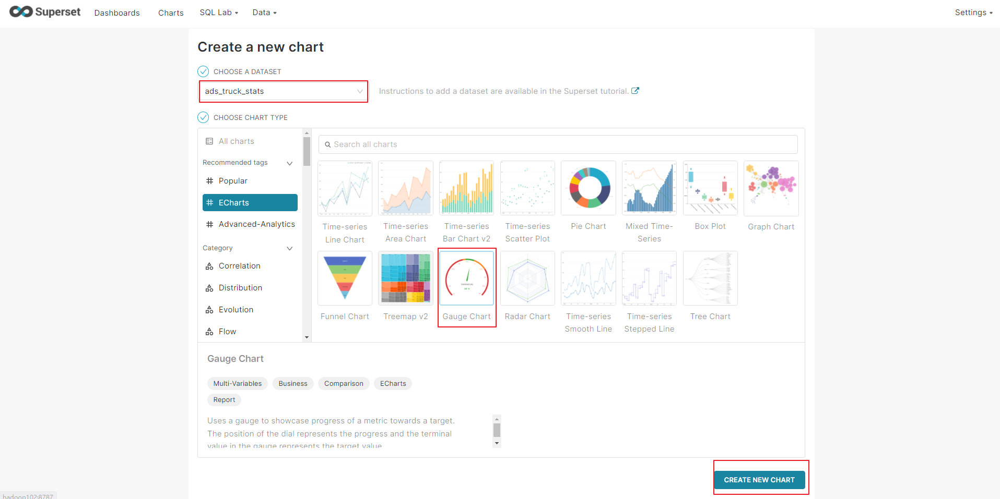 Superset
Dashboards
Charts
SQL Lab
Data
Settings
Create a new chart
CHOOSE A DATASET
ads_truck_stats
Instructions to add a dataset are available in the Superset tutorial.
CHOOSE CHART TYPE
All charts
Recommended tags
Popular
ECharts
Advanced-Analytics
Category
Correlation
Distribution
Evolution
Flow
Search all charts
Time-series
Line Chart
Time-series
Area Chart
Time-series
Bar Chart v2
Time-series
Scatter Plot
Pie Chart
Mixed Time-
Series
Box Plot
Graph Chart
Funnel Chart
Treemap v2
Gauge Chart
Radar Chart
Time-series
Smooth Line
Time-series
Stepped Line
Tree Chart
Gauge Chart
Multi-Variables
Business
Comparison
ECharts
Report
Uses a gauge to showcase progress of a metric towards a target.
The position of the dial represents the progress and the terminal
value in the gauge represents the target value.
CREATE NEW CHART
hadoop102:8787